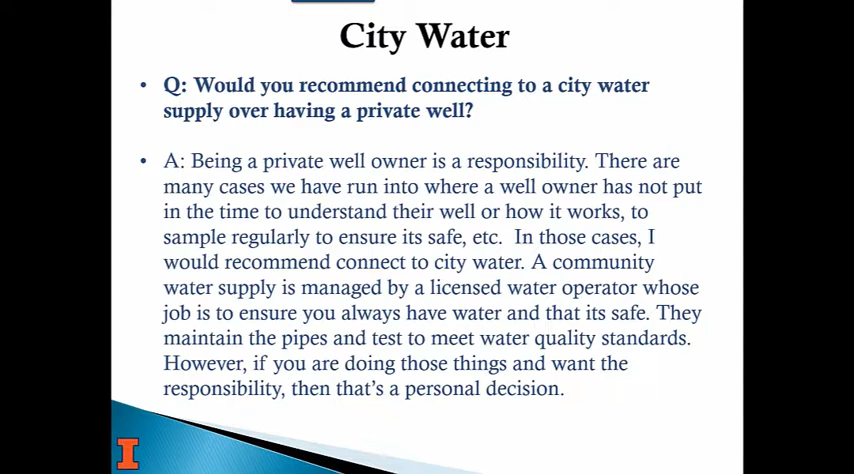 City Water
• Q: Would you recommend connecting to a city water
supply over having a private well?
• A: Being a private well owner is a responsibility. There are
many cases we have run into where a well owner has not put
in the time to understand their well or how it works, to
sample regularly to ensure its safe, etc. In those cases, I
would recommend connect to city water. A community
water supply is managed by a licensed water operator whose
job is to ensure you always have water and that its safe. They
maintain the pipes and test to meet water quality standards.
However, if you are doing those things and want the
responsibility, then that's a personal decision.
I